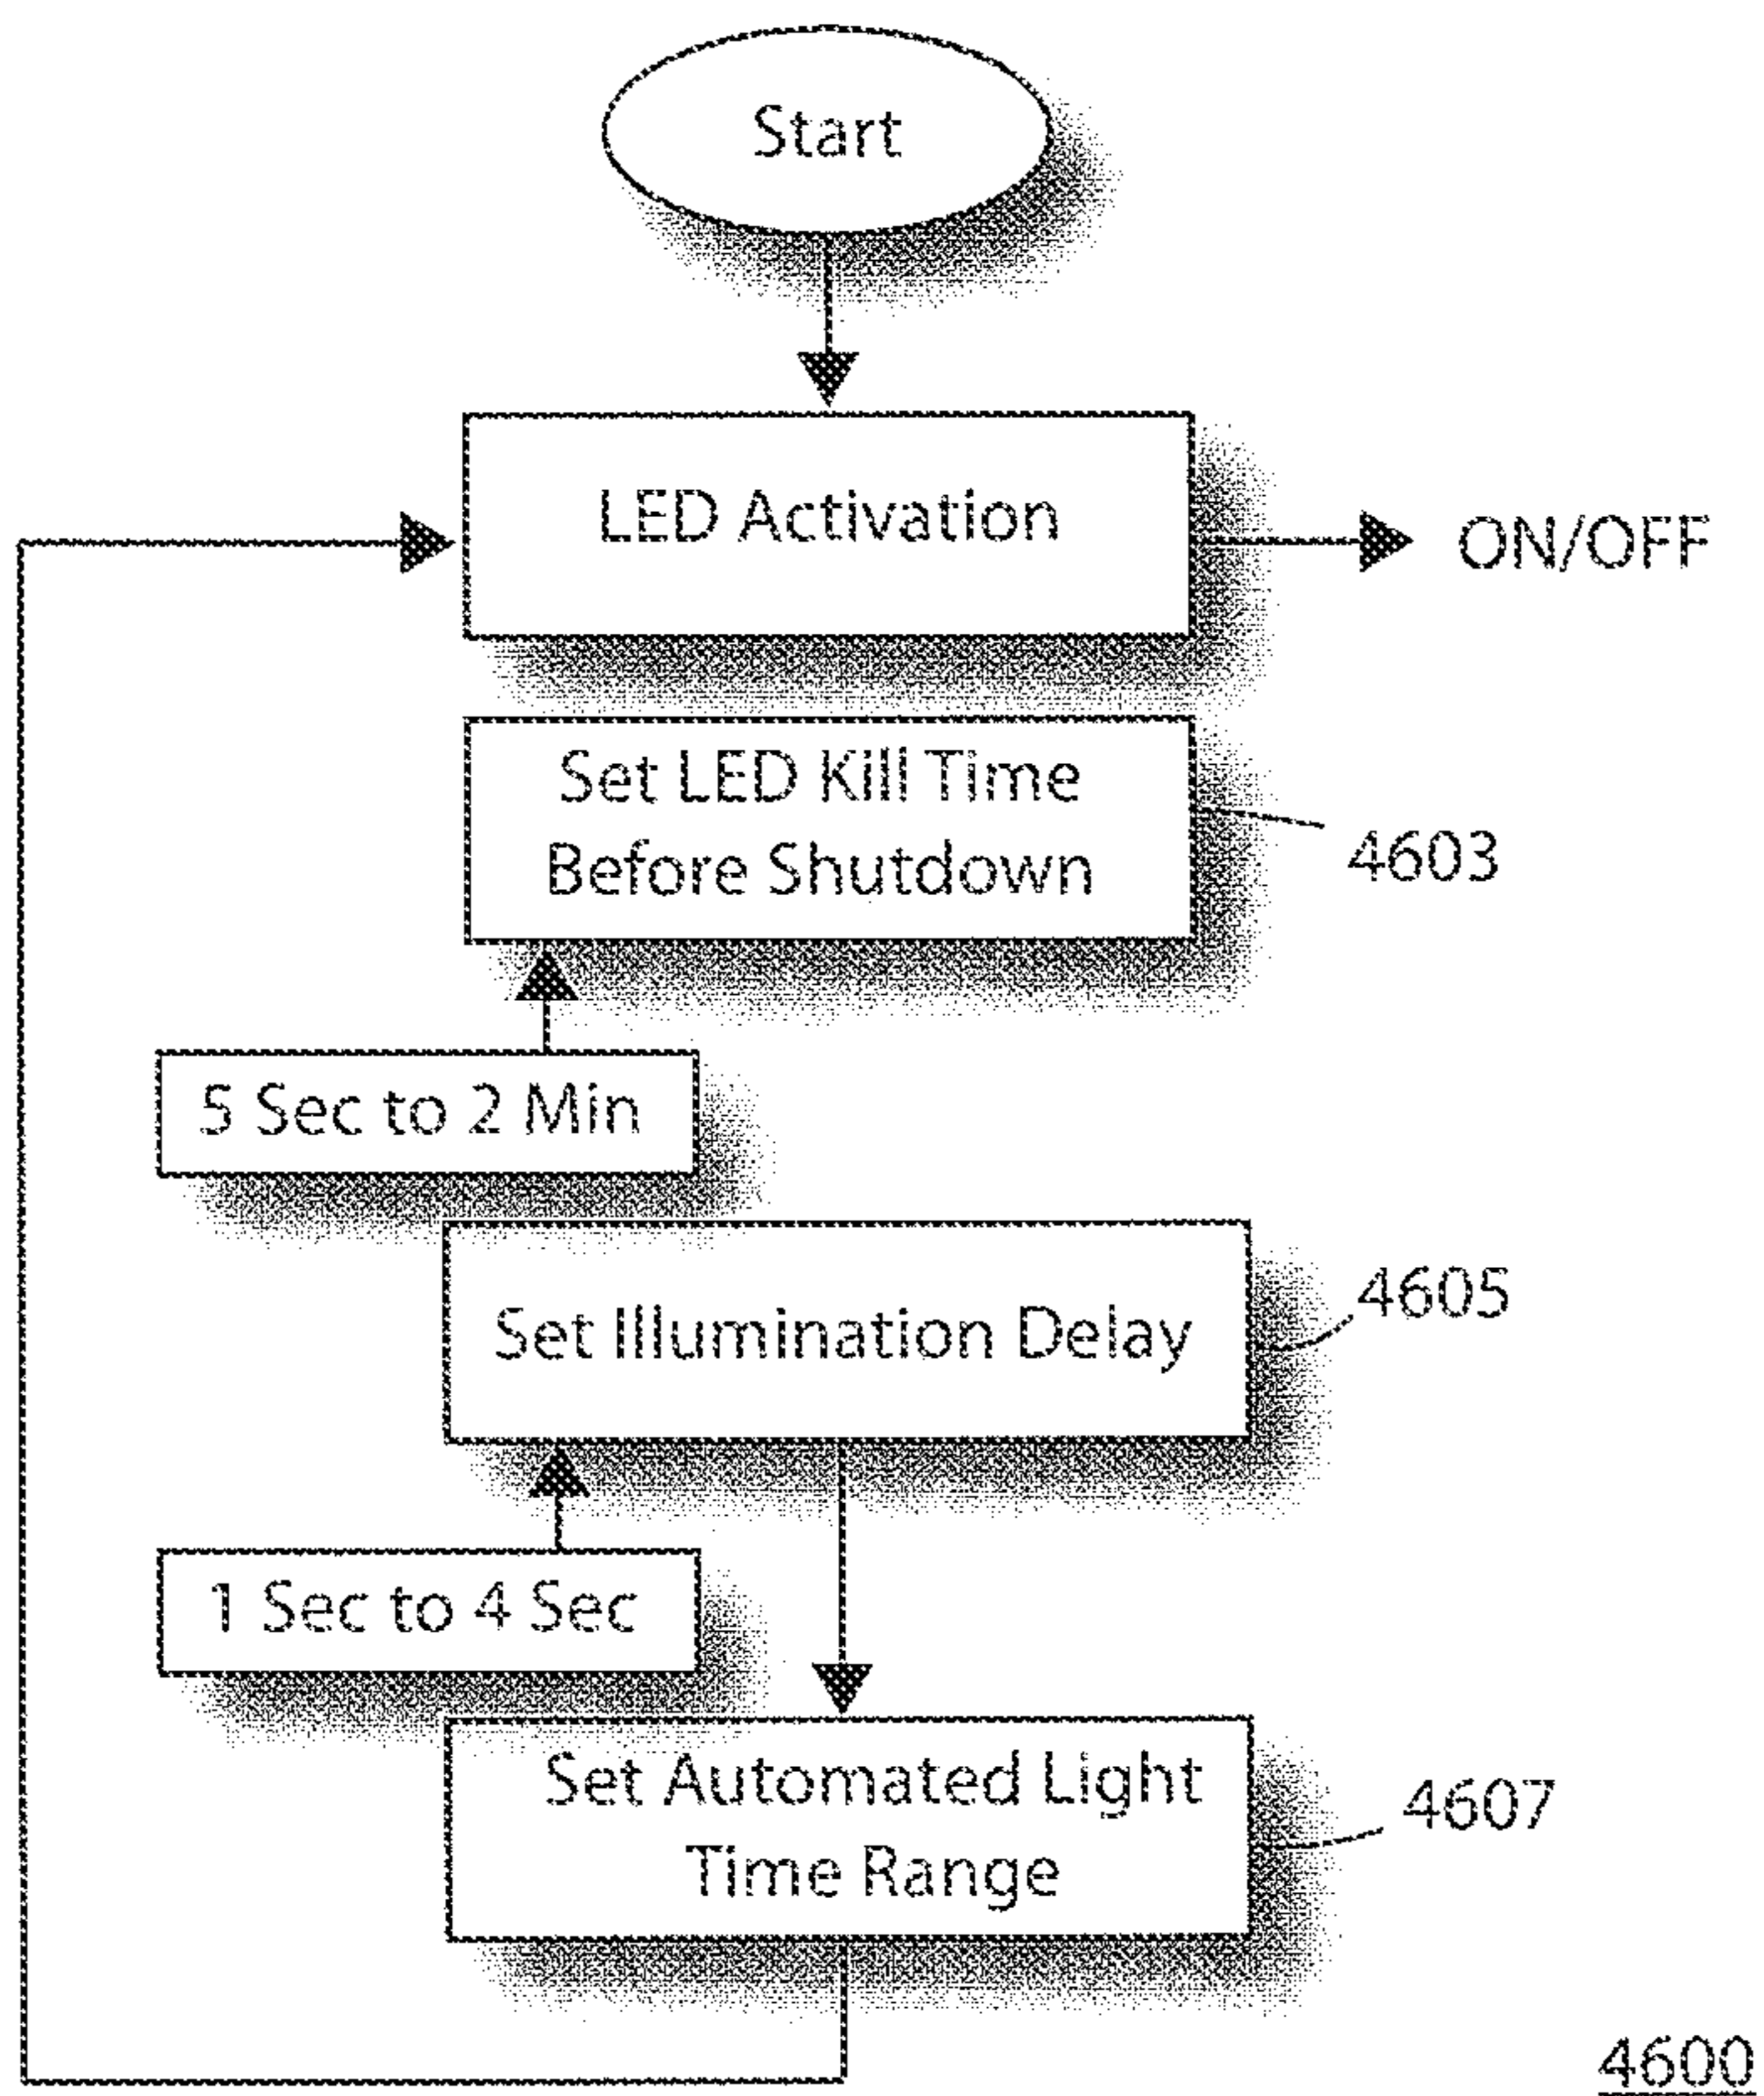 Start
LED Activation
ON/OFF
Set LED Kill Time
Before Shutdown
4603
5 Sec to 2 Min
Set Illumination Delay
4605
1 Sec to 4 Sec
Set Automated Light
Time Range
4607
4600